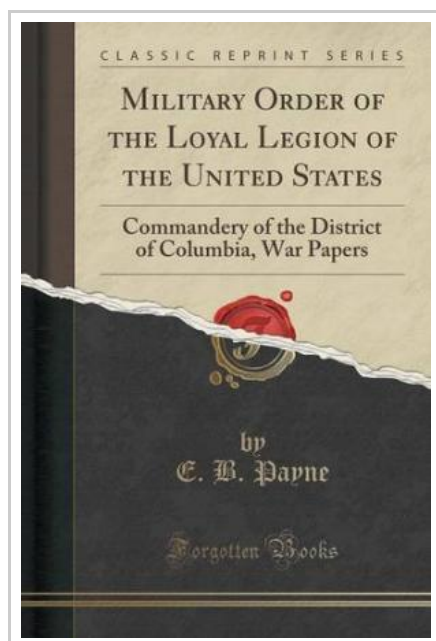 CLASSIC REPRINT SERIES
MILITARY ORDER OF
THE LOYAL LEGION OF
THE UNITED STATES
Commandery of the District
of Columbia, War Papers
by
E. B. Payne
Forgotten Books